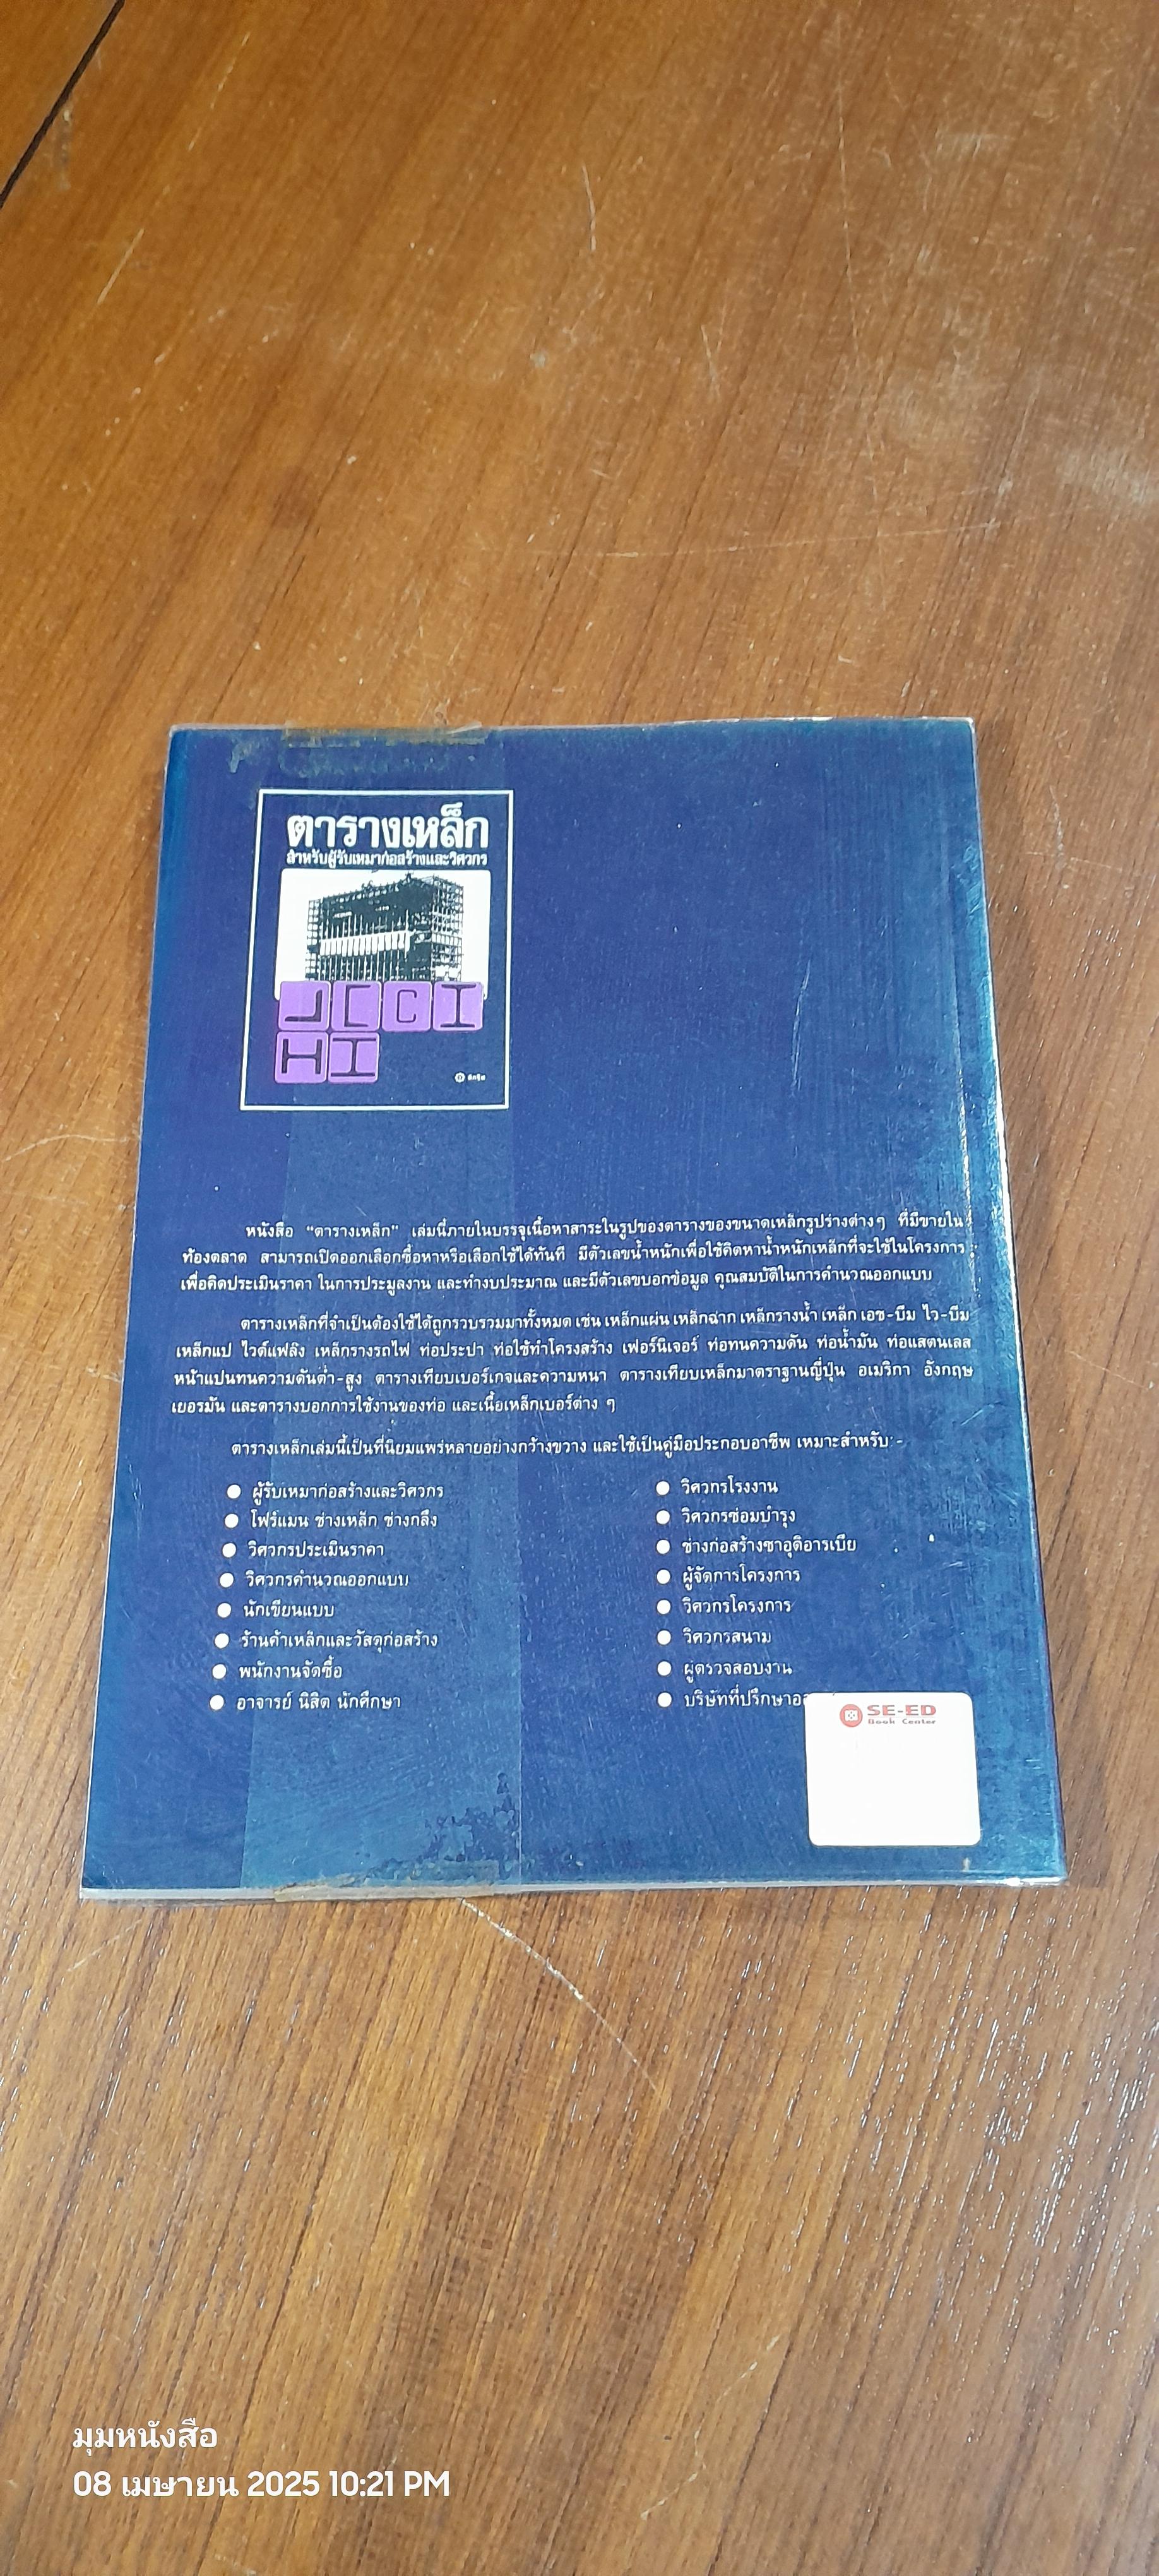 ตารางเหล็ก
สำหรับผู้รับเหมาก่อสร้างและวิศวกร
หนังสือ "ตารางเหล็ก" เล่มนี้ภายในบรรจุเนื้อหาสาระในรูปของตารางของขนาดเหล็กรูปร่างต่างๆ ที่มีขายใน
ท้องตลาด สามารถเปิดออกเลือกซื้อหาหรือเลือกใช้ได้ทันที มีตัวเลขน้ำหนักเพื่อใช้คิดหาน้ำหนักเหล็กที่จะใช้ในโครงการ
เพื่อคิดประเมินราคา ในการประมูลงาน และทำงบประมาณ และมีตัวเลขบอกข้อมูล คุณสมบัติในการคำนวณออกแบบ
ตารางเหล็กที่จำเป็นต้องใช้ได้ถูกรวบรวมมาทั้งหมด เช่น เหล็กแผ่น เหล็กฉาก เหล็กรางน้ำ เหล็ก เอช-บีม ไว-บีม
เหล็กแป ไวด์แฟลัง เหล็กรางรถไฟ ท่อประปา ท่อใช้ทำโครงสร้าง เฟอร์นิเจอร์ ท่อทนความดัน ท่อน้ำมัน ท่อแสตนเลส
หน้าแปนทนความดันต่ำ-สูง ตารางเทียบเบอร์เกจและความหนา ตารางเทียบเหล็กมาตราฐานญี่ปุ่น อเมริกา อังกฤษ
เยอรมัน และตารางบอกการใช้งานของท่อ และเนื้อเหล็กเบอร์ต่าง ๆ
ตารางเหล็กเล่มนี้เป็นที่นิยมแพร่หลายอย่างกว้างขวาง และใช้เป็นคู่มือประกอบอาชีพ เหมาะสำหรับ:-
● ผู้รับเหมาก่อสร้างและวิศวกร
● โฟร์แมน ช่างเหล็ก ช่างกลึง
● วิศวกรประเมินราคา
● วิศวกรคำนวณออกแบบ
● นักเขียนแบบ
● ร้านค้าเหล็กและวัสดุก่อสร้าง
● พนักงานจัดซื้อ
● อาจารย์ นิสิต นักศึกษา
● วิศวกรโรงงาน
● วิศวกรซ่อมบำรุง
● ช่างก่อสร้างซาอุดิอารเบีย
● ผู้จัดการโครงการ
● วิศวกรโครงการ
● วิศวกรสนาม
● ผู้ตรวจสอบงาน
● บริษัทที่ปรึกษา
SE-ED
Book Center
มุมหนังสือ
08 เมษายน 2025 10:21 PM